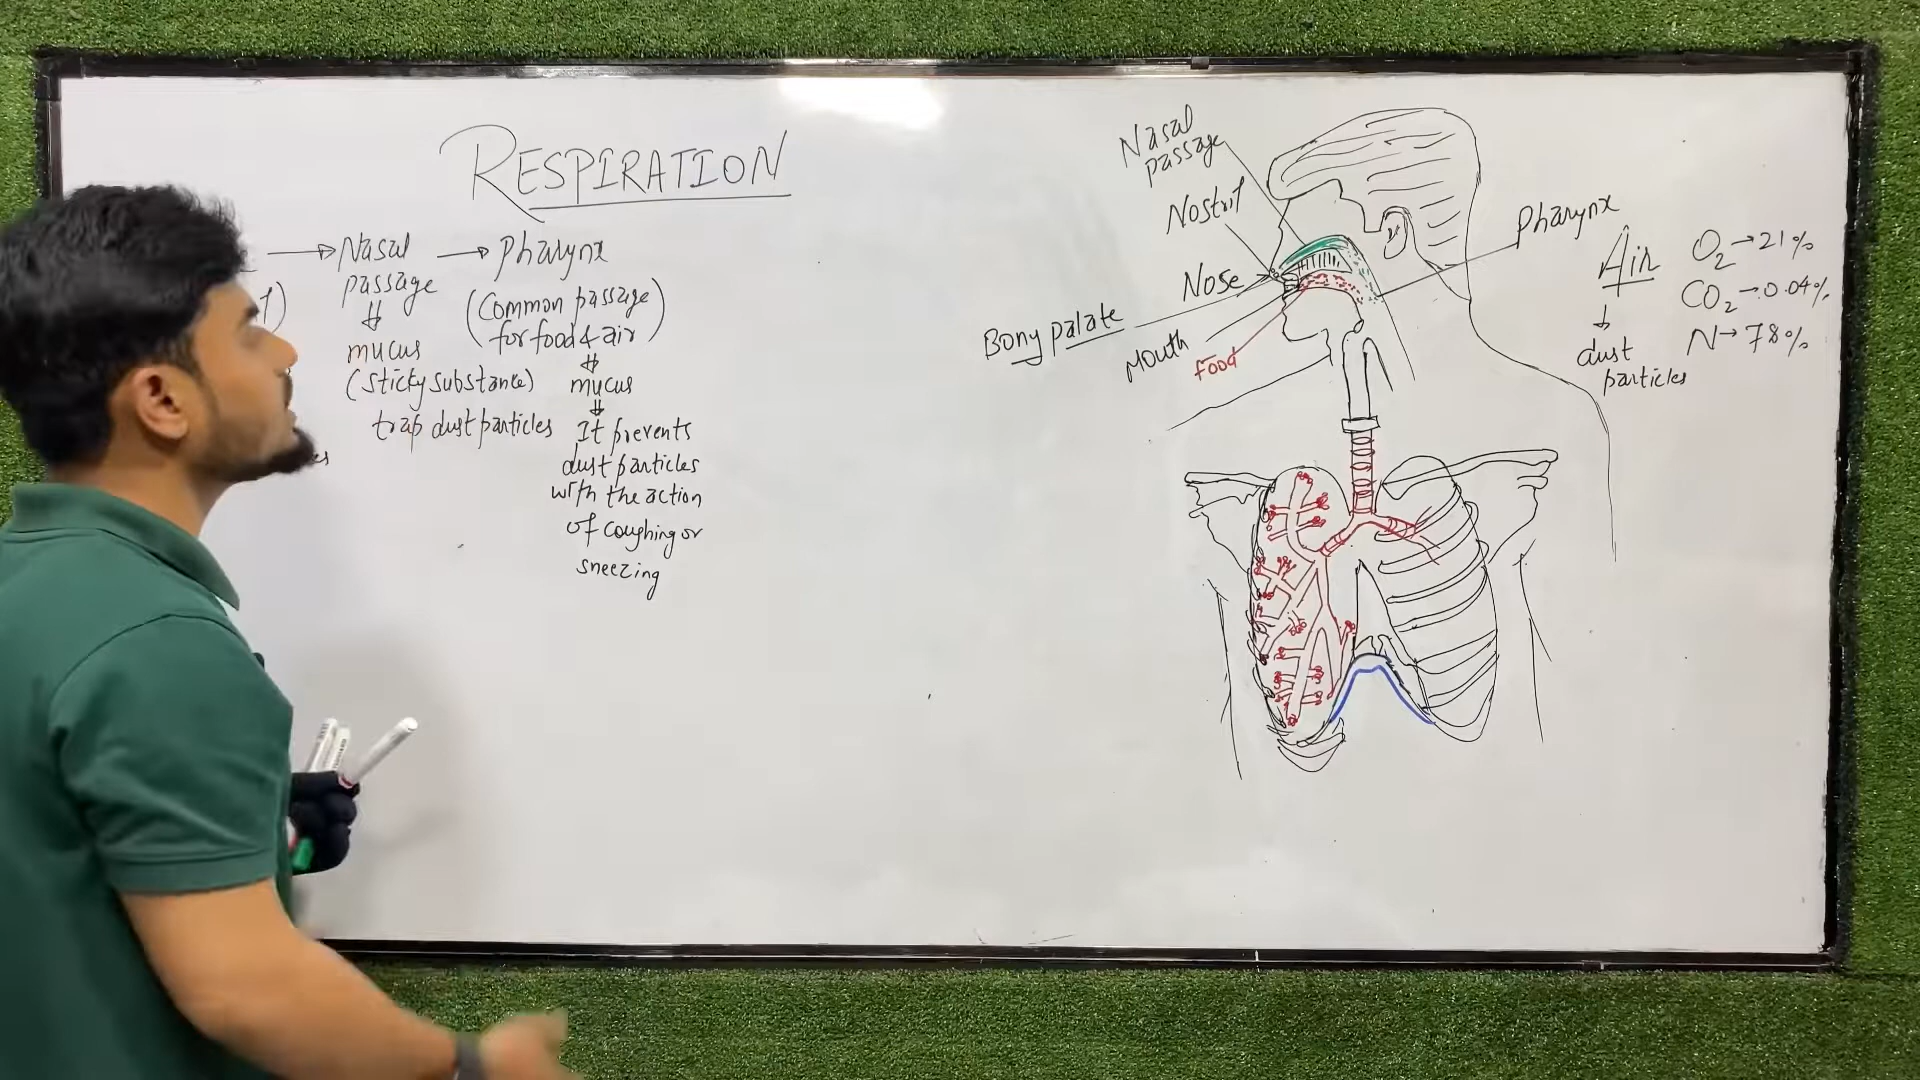 RESPIRATION
→ Nasal → Pharynx
passage
⇓
mucus
(sticky substance)
trap dust particles
(Common passage
for food & air)
⇓
mucus
⇓
It prevents
dust particles
with the action
of coughing or
sneezing
Nasal
passage
Nostril
Nose
Bony palate
Mouth
Food
Pharynx
Air
↓
dust
particles
O2 → 21%
CO2 → 0.04%
N → 78%